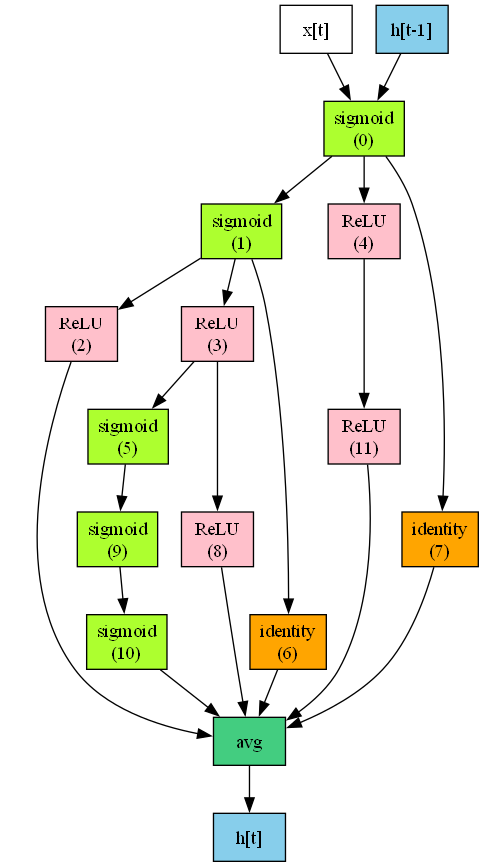 x[t]
h[t-1]
sigmoid
(0)
sigmoid
(1)
ReLU
(4)
ReLU
(2)
ReLU
(3)
sigmoid
(5)
ReLU
(11)
sigmoid
(9)
ReLU
(8)
identity
(7)
sigmoid
(10)
identity
(6)
avg
h[t]